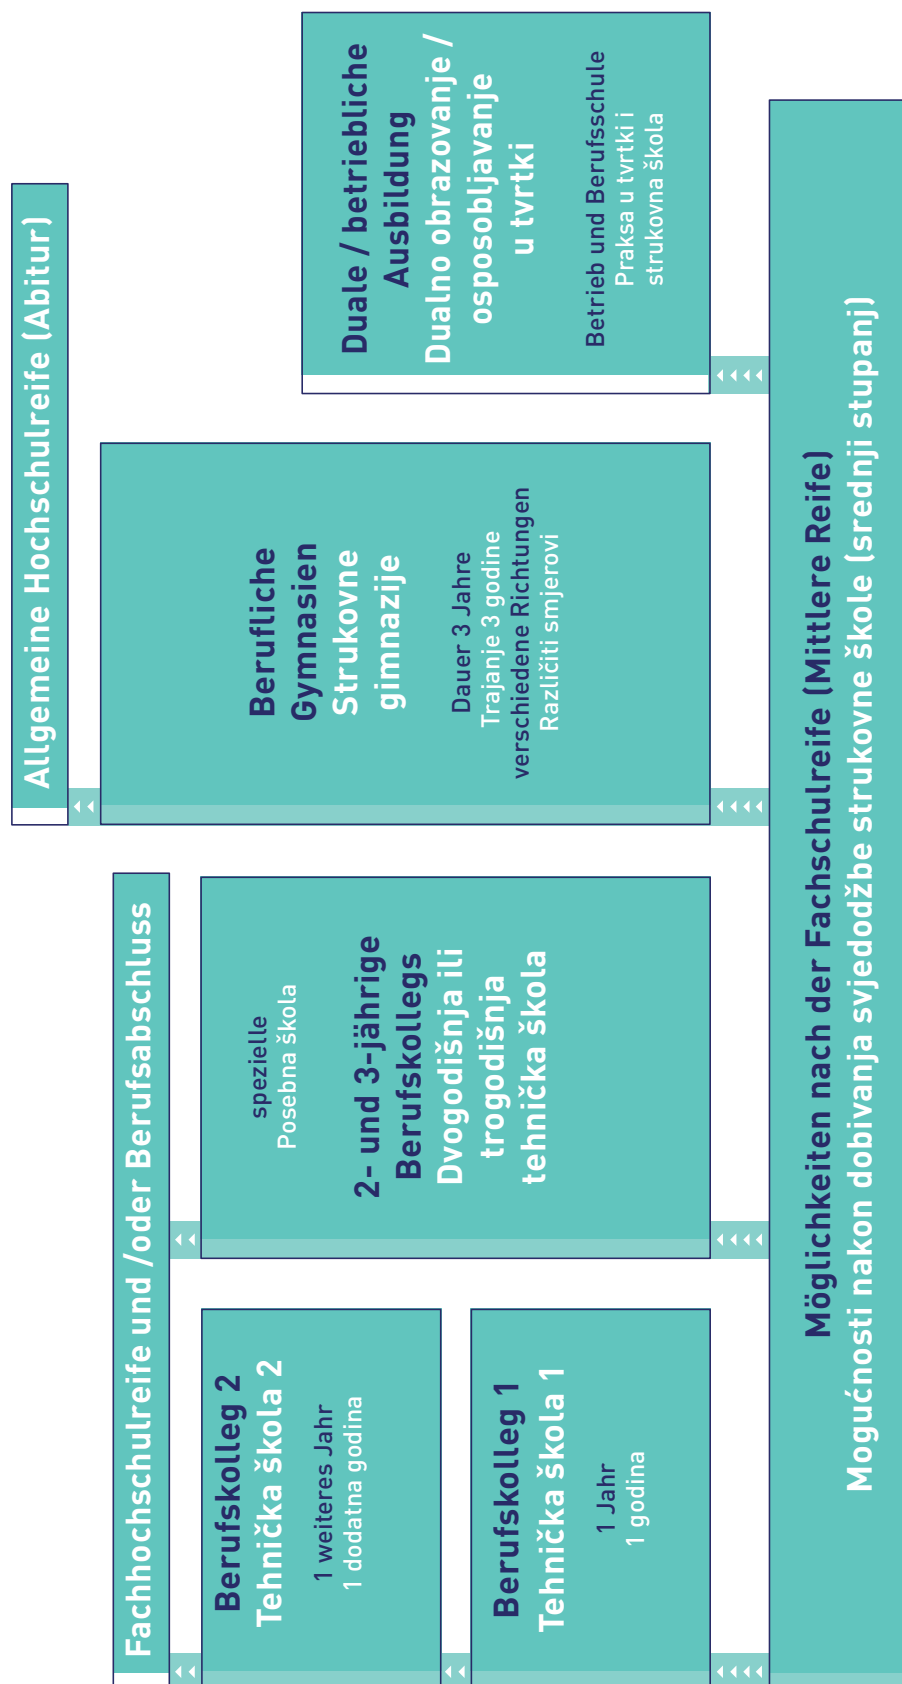 Allgemeine Hochschulreife (Abitur)
Fachhochschulreife und /oder Berufsabschluss
Berufskolleg 2
Tehnička škola 2
1 weiteres Jahr
1 dodatna godina
Berufskolleg 1
Tehnička škola 1
1 Jahr
1 godina
spezielle
Posebna škola
2- und 3-jährige
Berufskollegs
Dvogodišnja ili
trogodišnja
tehnička škola
Berufliche
Gymnasien
Strukovne
gimnazije
Dauer 3 Jahre
Trajanje 3 godine
verschiedene Richtungen
Različiti smjerovi
Duale / betriebliche
Ausbildung
Dualno obrazovanje /
osposobljavanje
u tvrtki
Betrieb und Berufsschule
Praksa u tvrtki i
strukovna škola
Möglichkeiten nach der Fachschulreife (Mittlere Reife)
Mogućnosti nakon dobivanja svjedodžbe strukovne škole (srednji stupanj)